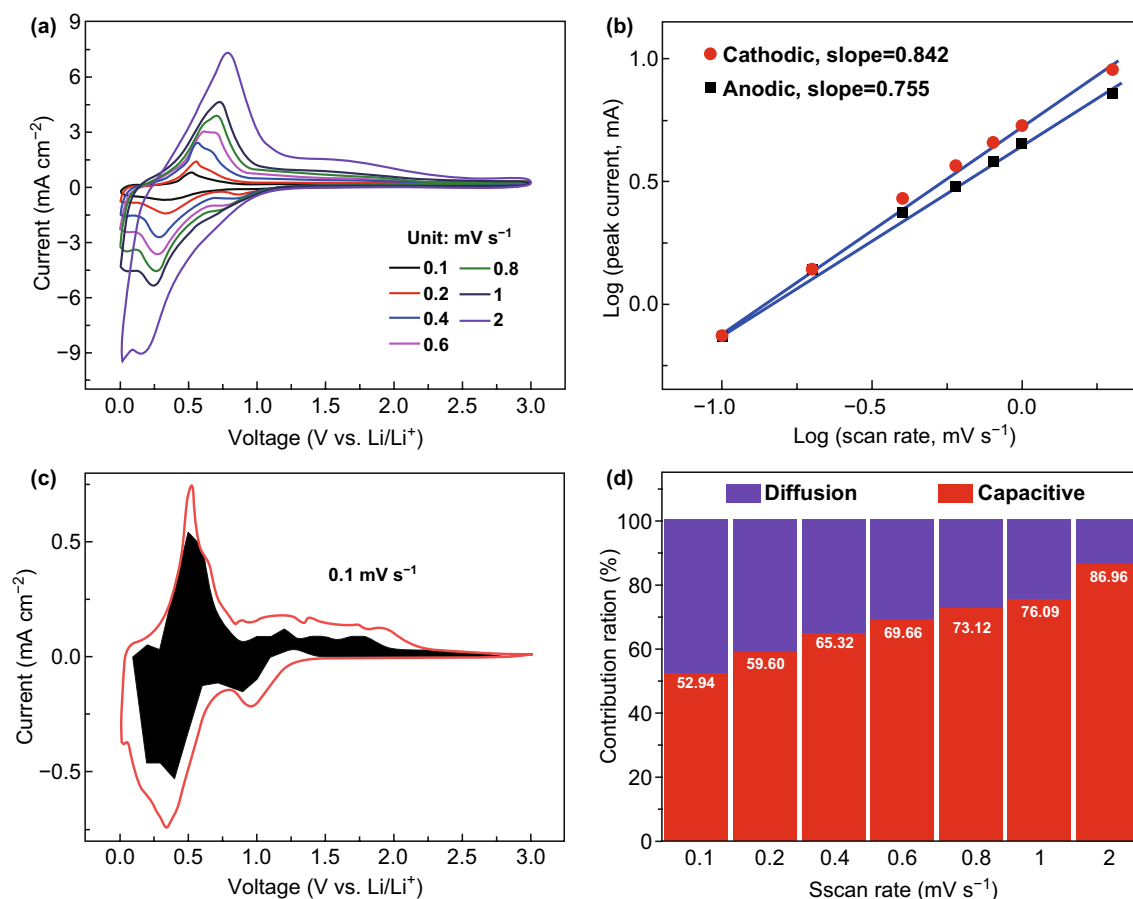 (a)
9
6
3
0
−3
−6
−9
Current (mA cm⁻²)
Unit: mV s⁻¹
0.1
0.8
0.2
1
0.4
2
0.6
0.0 0.5 1.0 1.5 2.0 2.5 3.0
Voltage (V vs. Li/Li⁺)
(b)
Cathodic, slope=0.842
Anodic, slope=0.755
1.0
0.5
0.0
Log (peak current, mA)
−1.0 −0.5 0.0
Log (scan rate, mV s⁻¹)
(c)
0.5
0.0
−0.5
Current (mA cm⁻²)
0.1 mV s⁻¹
0.0 0.5 1.0 1.5 2.0 2.5 3.0
Voltage (V vs. Li/Li⁺)
(d)
Diffusion Capacitive
100
80
60
40
20
0
Contribution ration (%)
52.94
59.60
65.32
69.66
73.12
76.09
86.96
0.1 0.2 0.4 0.6 0.8 1 2
Sscan rate (mV s⁻¹)